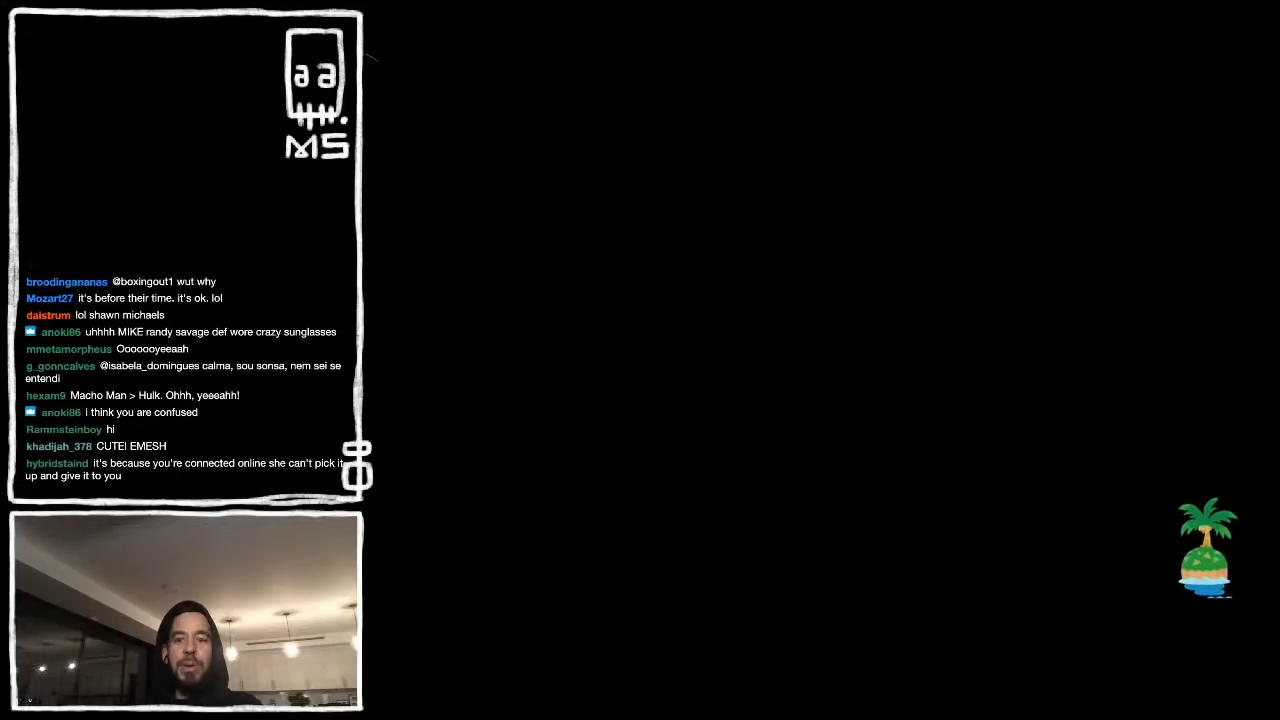 aa
MS
broodingananas @boxingout1 wut why
Mozart27 it's before their time. it's ok. lol
daistrum lol shawn michaels
anoki86 uhhhh MIKE randy savage def wore crazy sunglasses
mmetamorpheus Ooooooyeeaah
g_gonncalves @isabela_domingues calma, sou sonsa, nem sei se
entendi
hexam9 Macho Man > Hulk. Ohhh, yeeeahh!
anoki86 i think you are confused
Rammsteinboy hi
khadijah_378 CUTE! EMESH
hybridstaind it's because you're connected online she can't pick it
up and give it to you